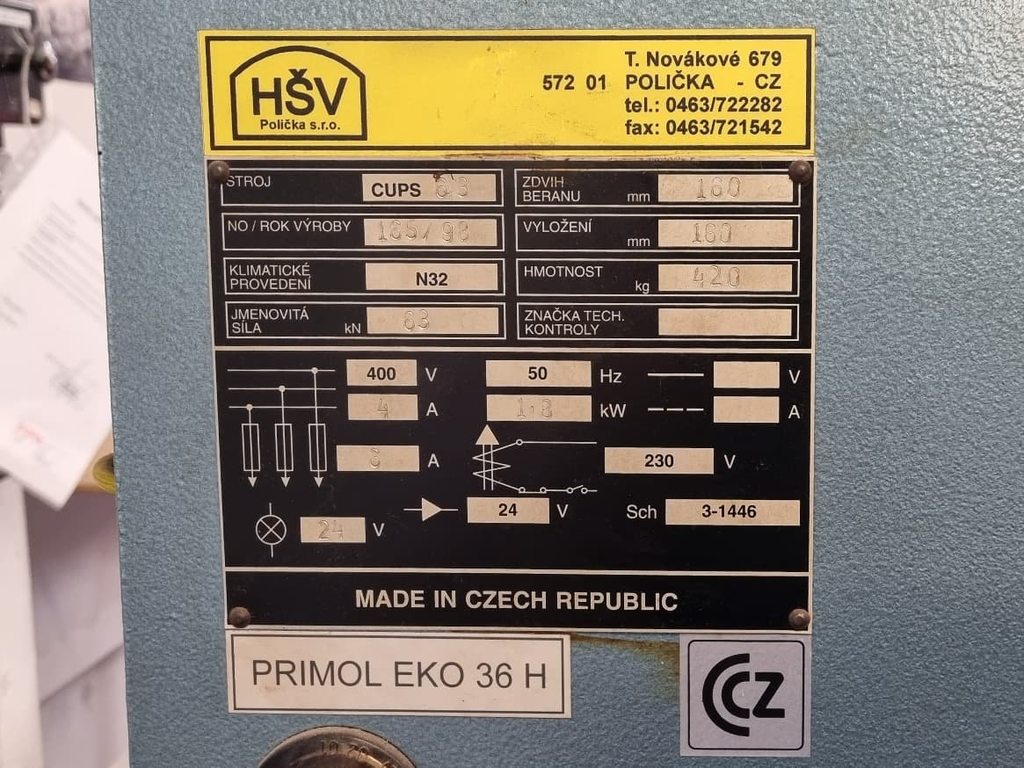 HŠV
Polička s.r.o.
T. Novákové 679
572 01 POLIČKA - CZ
tel.: 0463/722282
fax: 0463/721542
STROJ CUPS 63
ZDVIH BERANU mm 160
NO / ROK VÝROBY 165/98
VYLOŽENÍ mm 160
KLIMATICKÉ PROVEDENÍ N32
HMOTNOST kg 420
JMENOVITÁ SÍLA kN 63
ZNAČKA TECH. KONTROLY
400 V 50 Hz V
4 A kW A
A
230 V
24 V
24 V Sch 3-1446
MADE IN CZECH REPUBLIC
PRIMOL EKO 36 H
CCZ